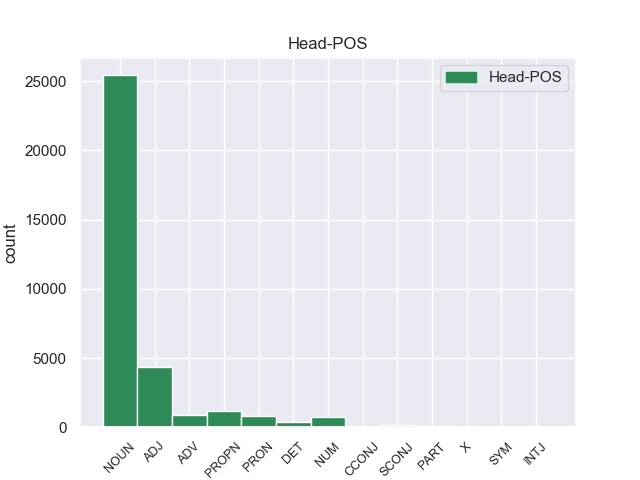 Head-POS
Head-POS
25000
20000
15000
10000
5000
0
count
NOUN
ADJ
ADV
PROPN
PRON
DET
NUM
CCONJ
SCONJ
PART
X
SYM
INTJ